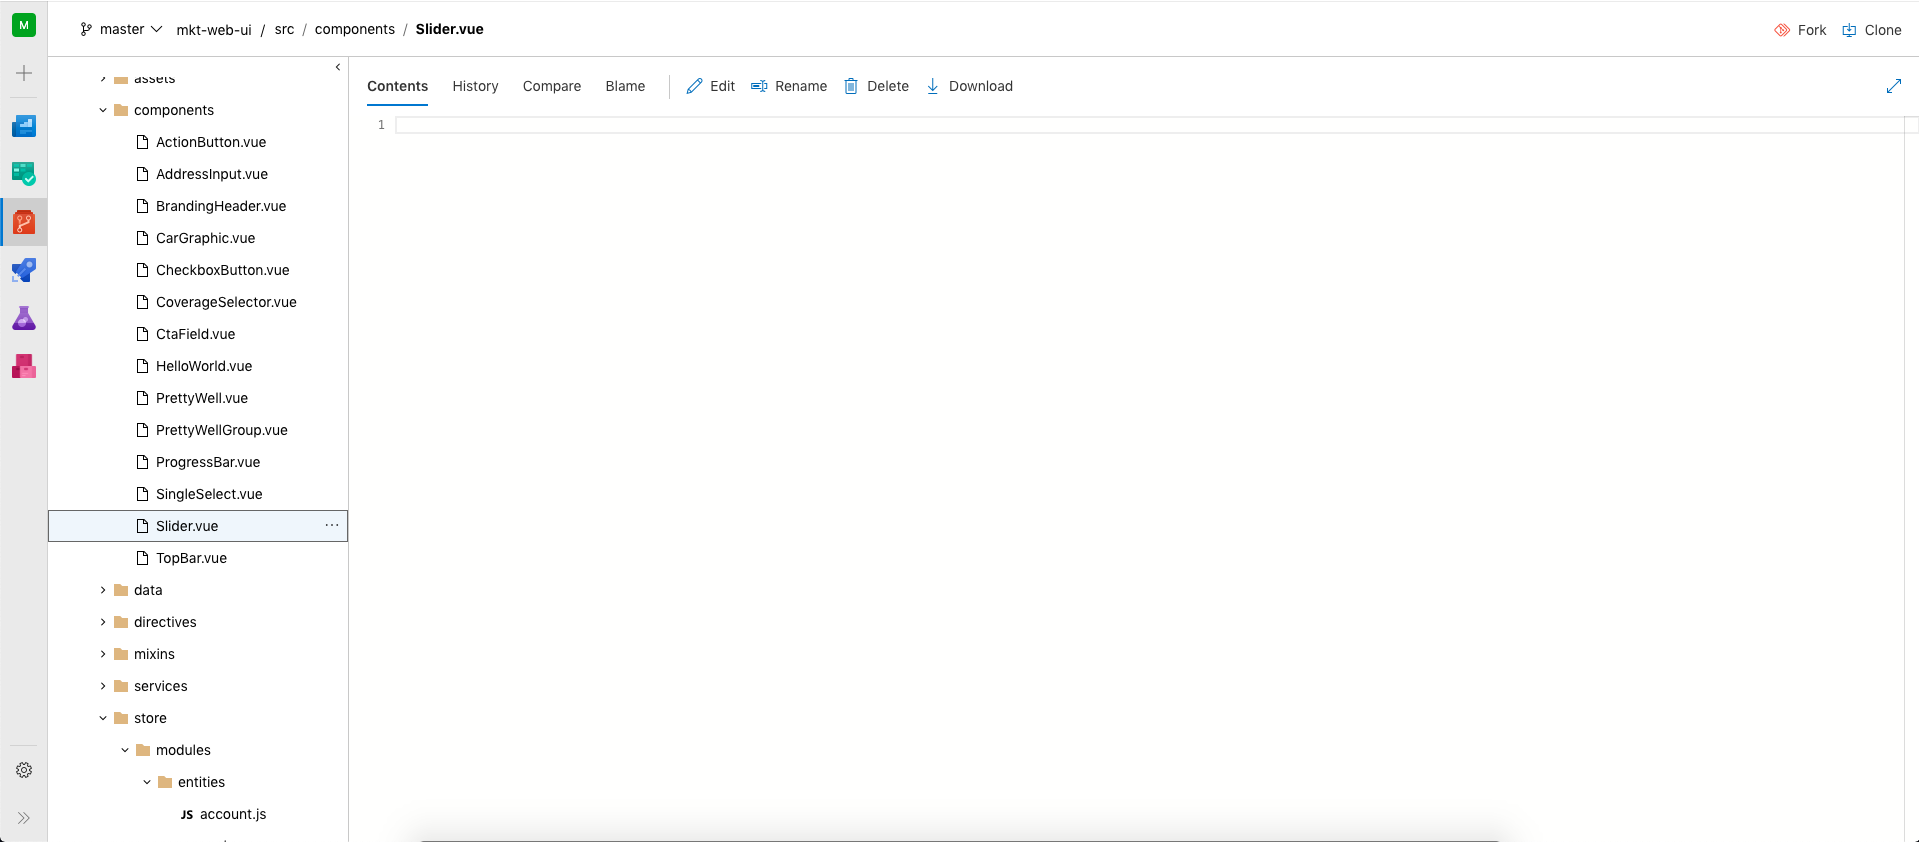 M
master mkt-web-ui / src / components / Slider.vue
Fork Clone
assets
components
ActionButton.vue
AddressInput.vue
BrandingHeader.vue
CarGraphic.vue
CheckboxButton.vue
CoverageSelector.vue
CtaField.vue
HelloWorld.vue
PrettyWell.vue
PrettyWellGroup.vue
ProgressBar.vue
SingleSelect.vue
Slider.vue ...
TopBar.vue
data
directives
mixins
services
store
modules
entities
JS account.js
Contents History Compare Blame Edit Rename Delete Download
1